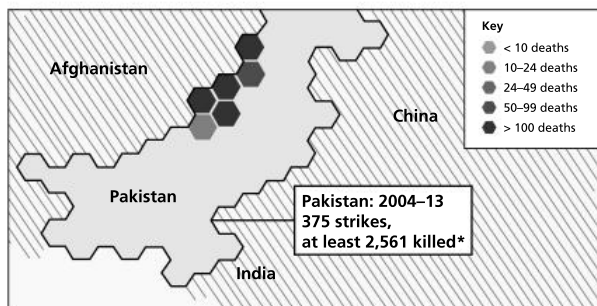 Key
< 10 deaths
10–24 deaths
24–49 deaths
50–99 deaths
> 100 deaths
Afghanistan
China
Pakistan
Pakistan: 2004–13
375 strikes,
at least 2,561 killed*
India